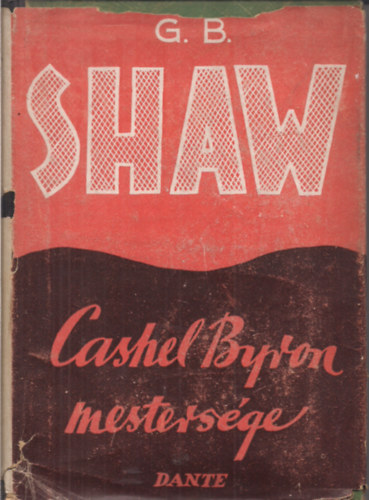 G. B.
SHAW
Cashel Byron
mestersége
DANTE